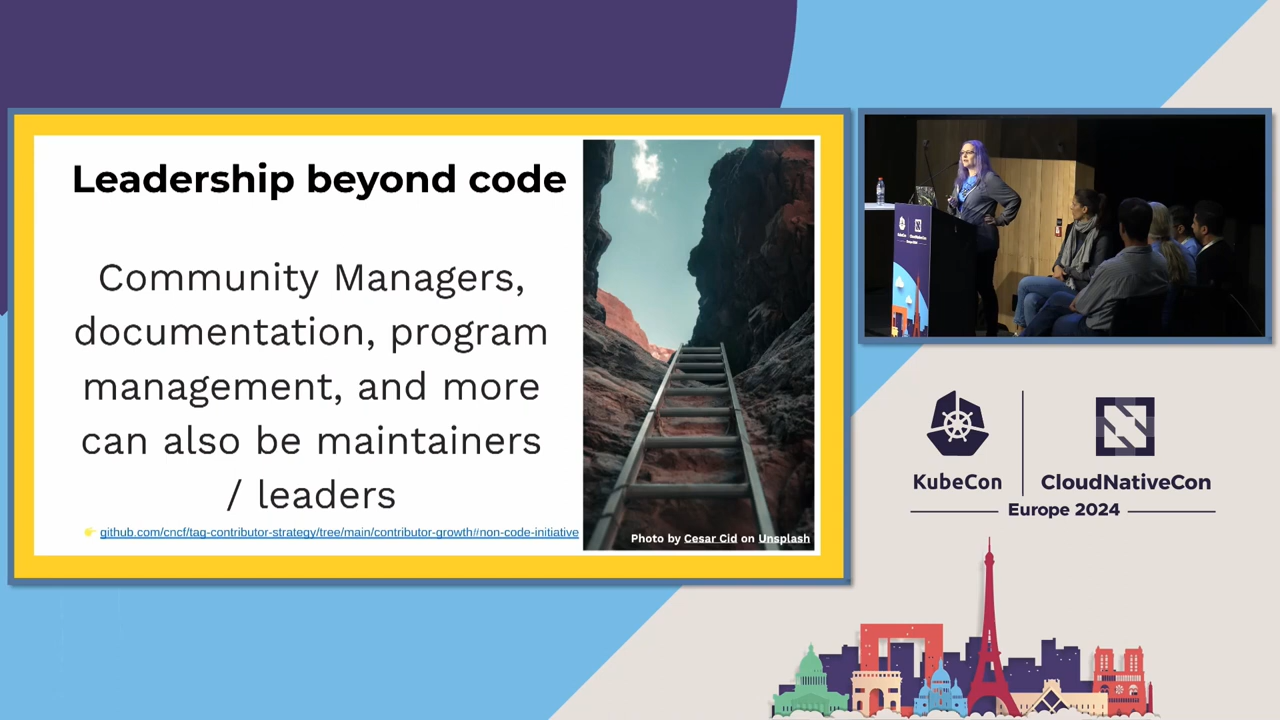 Leadership beyond code
Community Managers,
documentation, program
management, and more
can also be maintainers
/ leaders
👉 github.com/cncf/tag-contributor-strategy/tree/main/contributor-growth#non-code-initiative
Photo by Cesar Cid on Unsplash
KubeCon
CloudNativeCon
Europe 2024